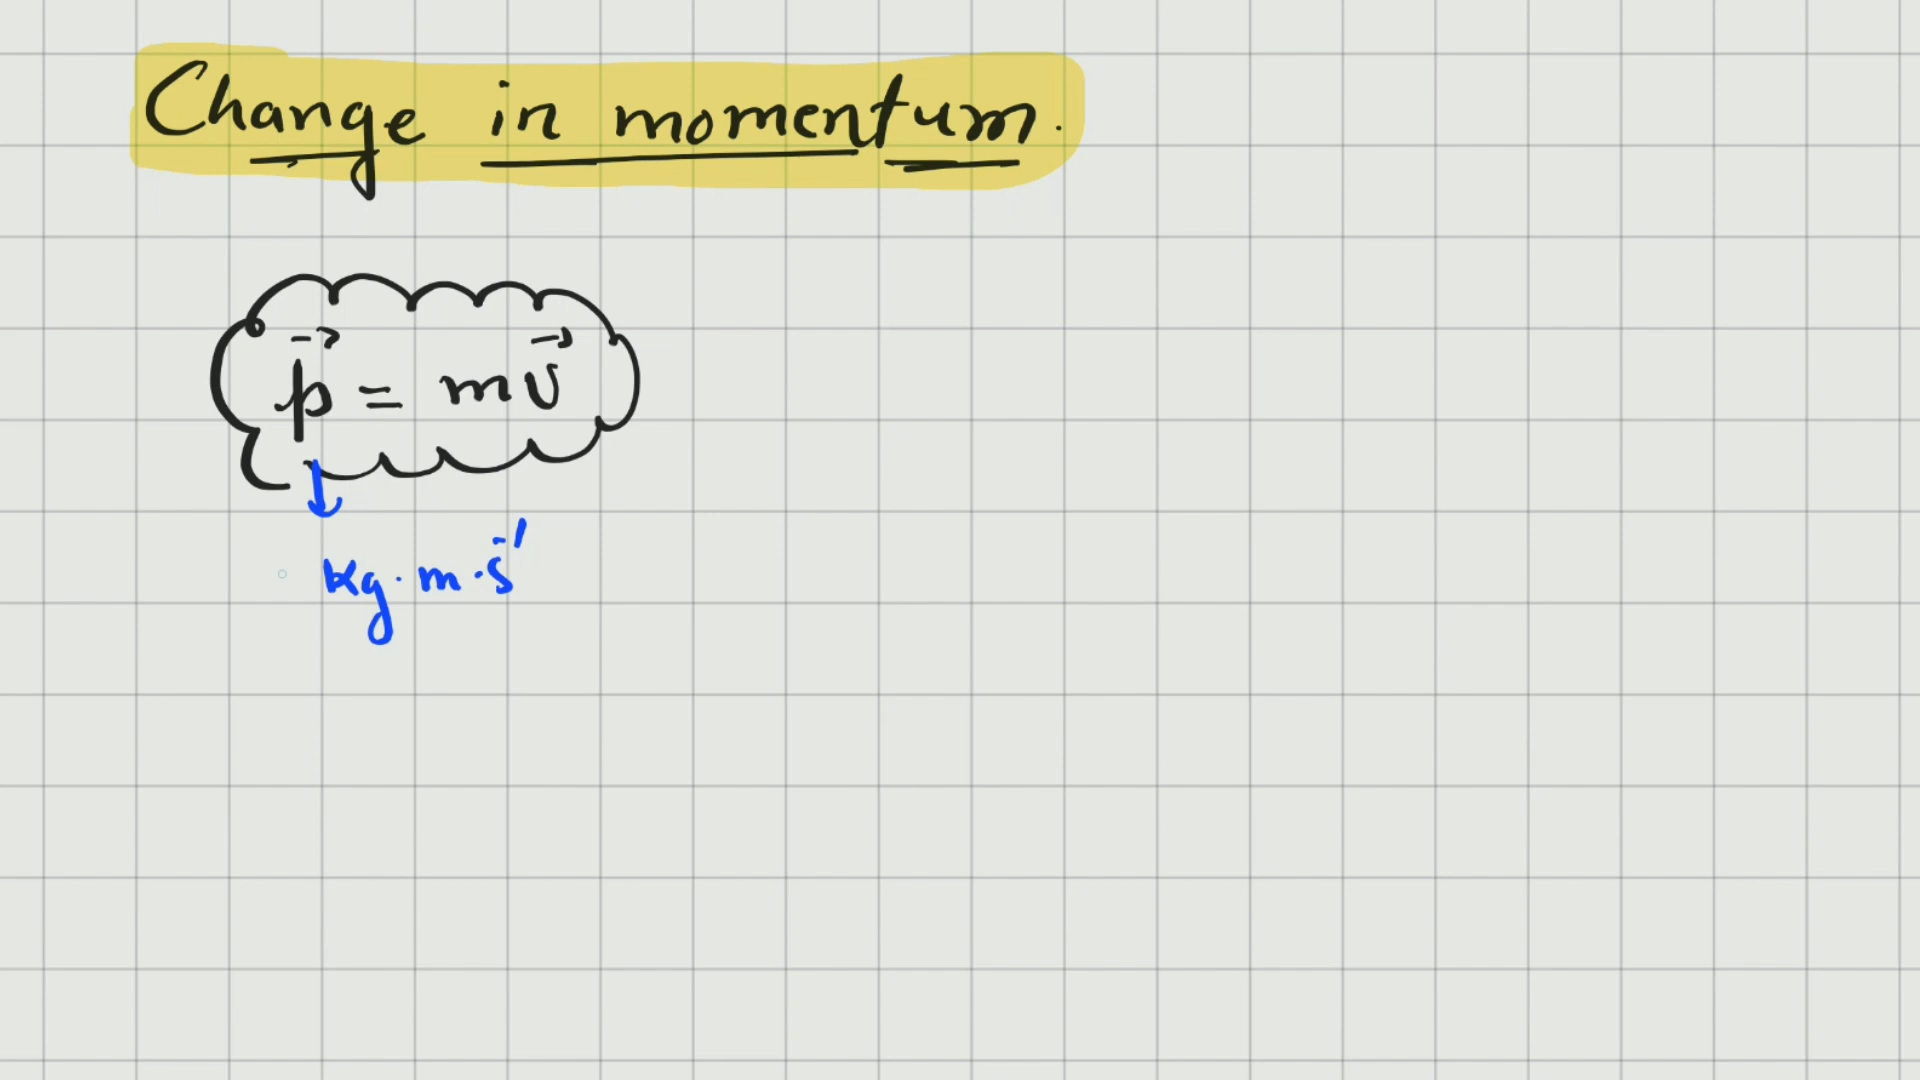 Change in momentum.
p⃗ = mv⃗
kg · m · s⁻¹